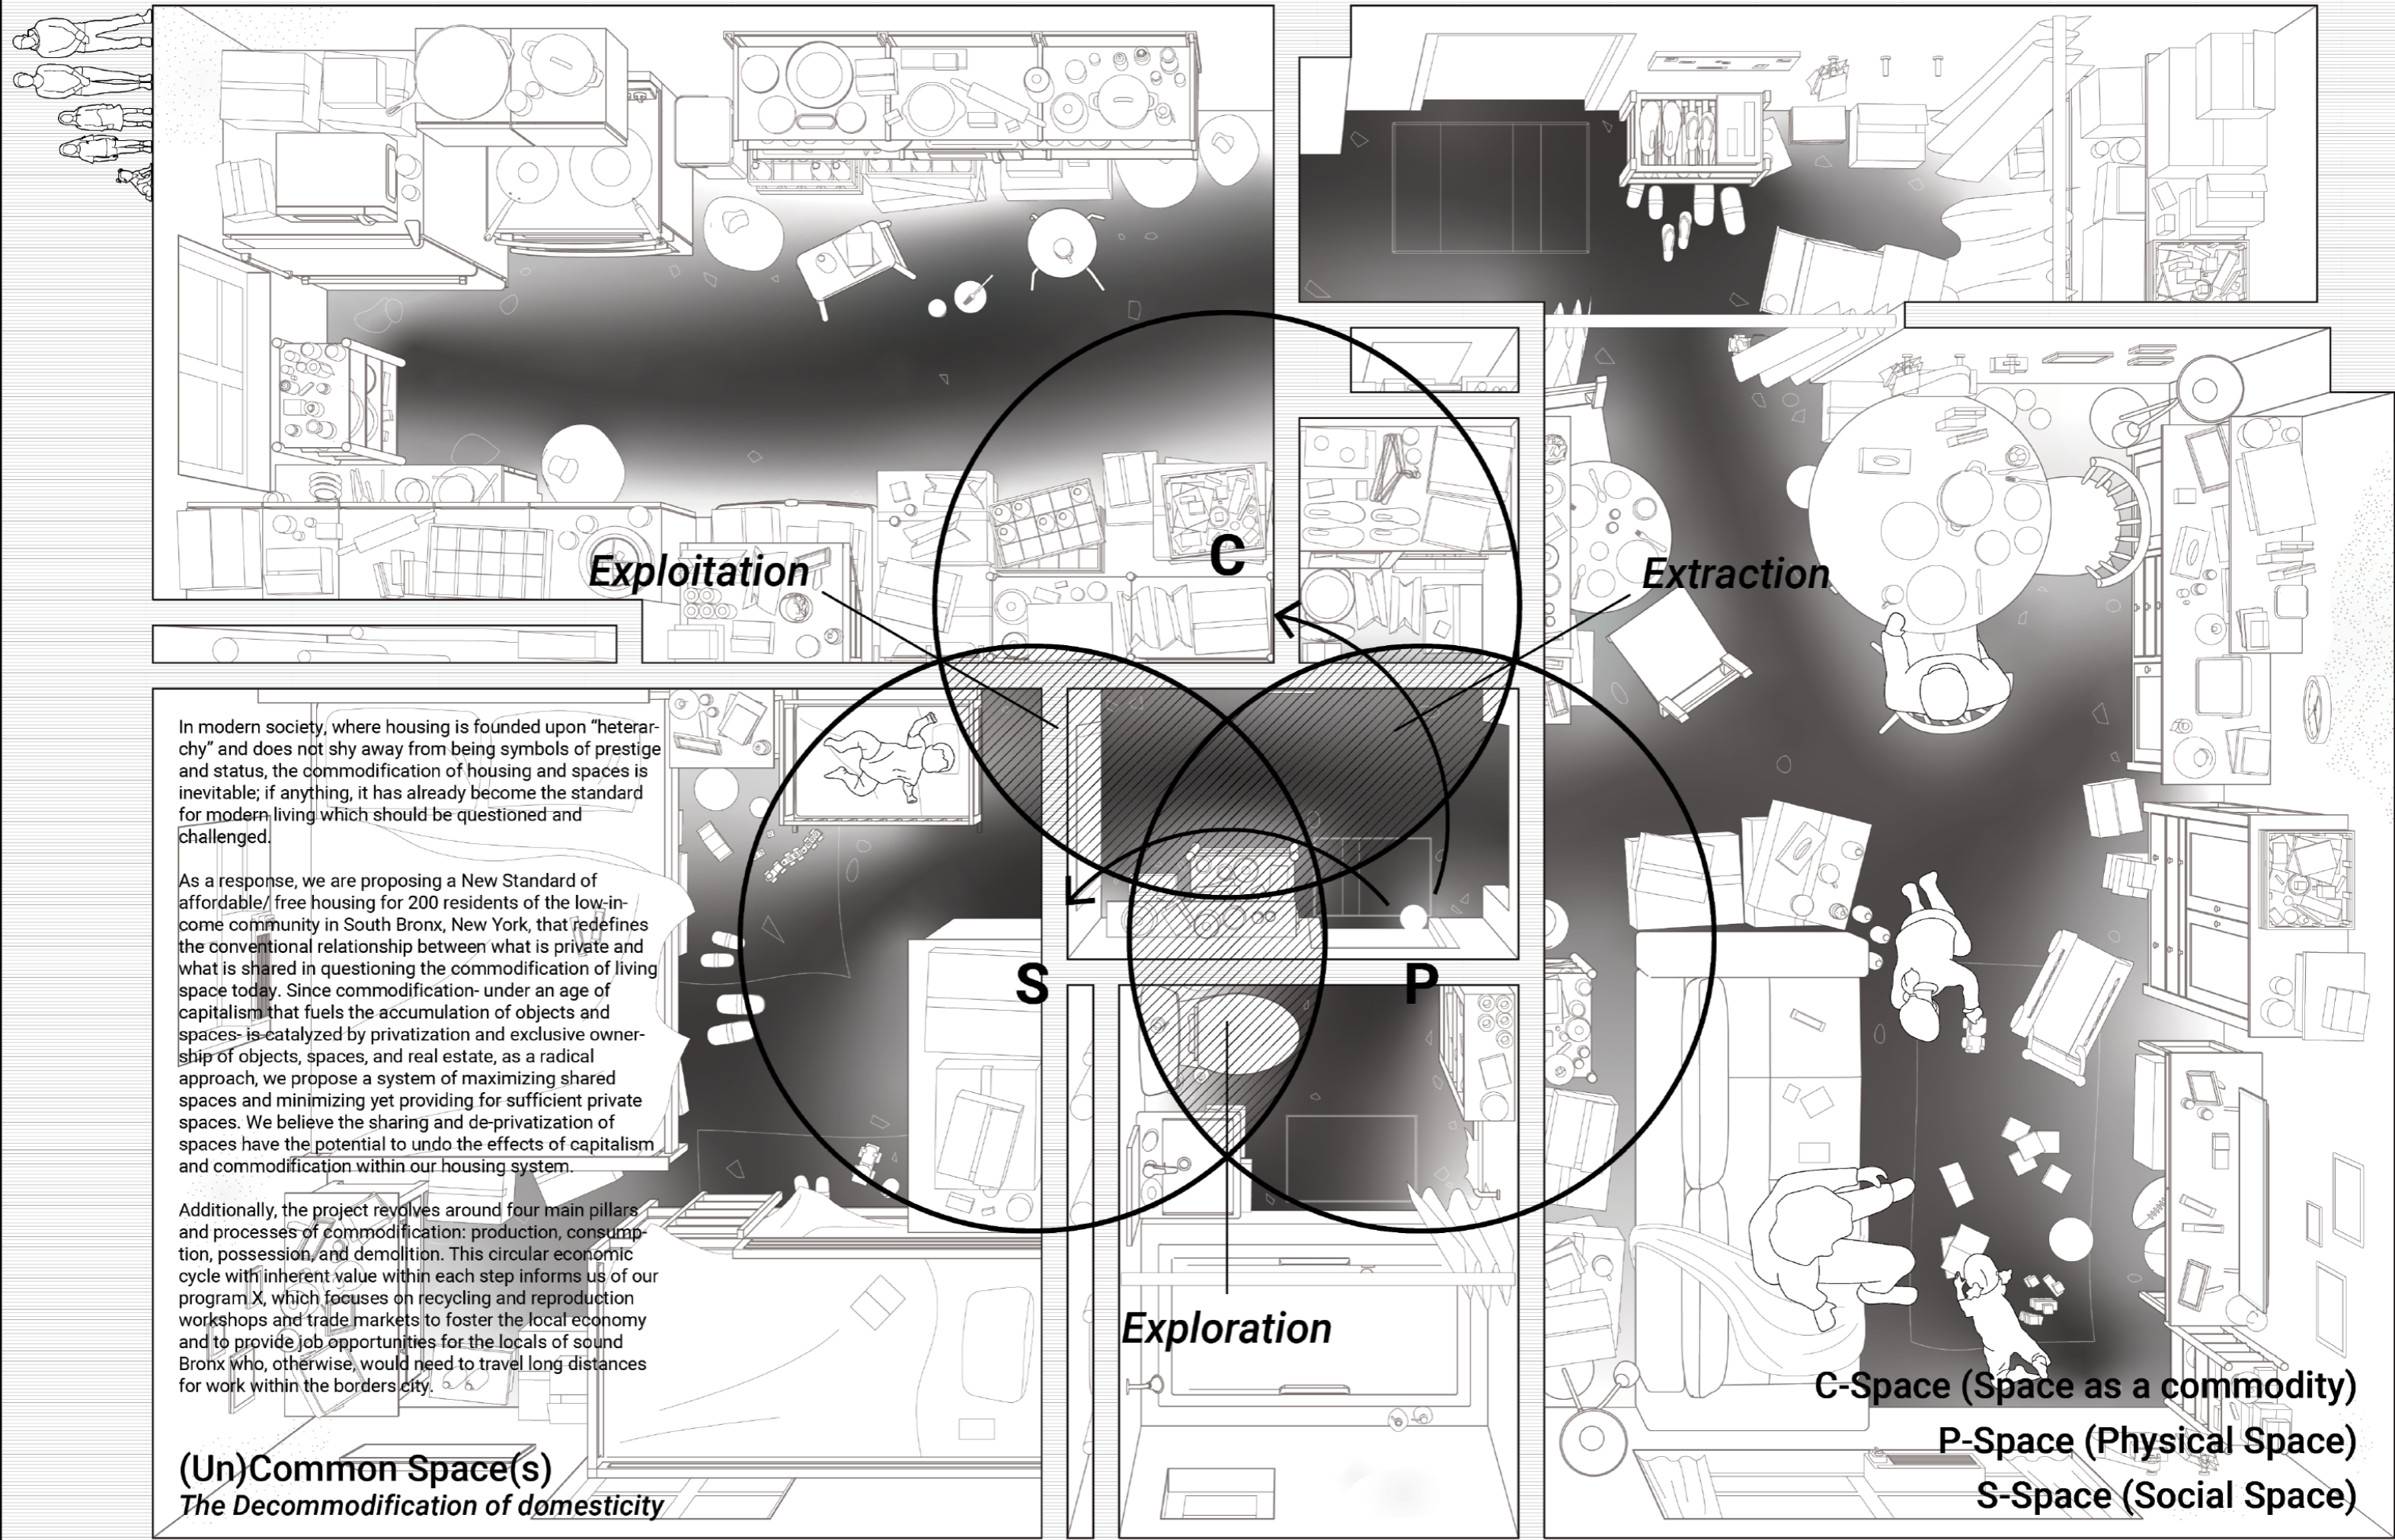 C
Exploitation
Extraction
In modern society, where housing is founded upon “heterar-
chy” and does not shy away from being symbols of prestige
and status, the commodification of housing and spaces is
inevitable; if anything, it has already become the standard
for modern living which should be questioned and
challenged.
As a response, we are proposing a New Standard of
affordable/ free housing for 200 residents of the low-in-
come community in South Bronx, New York, that redefines
the conventional relationship between what is private and
what is shared in questioning the commodification of living
space today. Since commodification- under an age of
capitalism that fuels the accumulation of objects and
spaces- is catalyzed by privatization and exclusive owner-
ship of objects, spaces, and real estate, as a radical
approach, we propose a system of maximizing shared
spaces and minimizing yet providing for sufficient private
spaces. We believe the sharing and de-privatization of
spaces have the potential to undo the effects of capitalism
and commodification within our housing system.
Additionally, the project revolves around four main pillars
and processes of commodification: production, consump-
tion, possession, and demolition. This circular economic
cycle with inherent value within each step informs us of our
program X, which focuses on recycling and reproduction
workshops and trade markets to foster the local economy
and to provide job opportunities for the locals of sound
Bronx who, otherwise, would need to travel long distances
for work within the borders city.
S
P
Exploration
(Un)Common Space(s)
The Decommodification of domesticity
C-Space (Space as a commodity)
P-Space (Physical Space)
S-Space (Social Space)